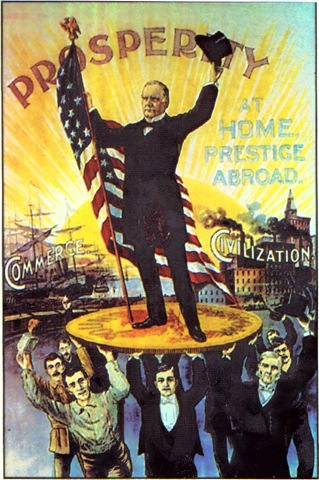 PROSPERITY
AT
HOME,
PRESTIGE
ABROAD.
COMMERCE.
CIVILIZATION